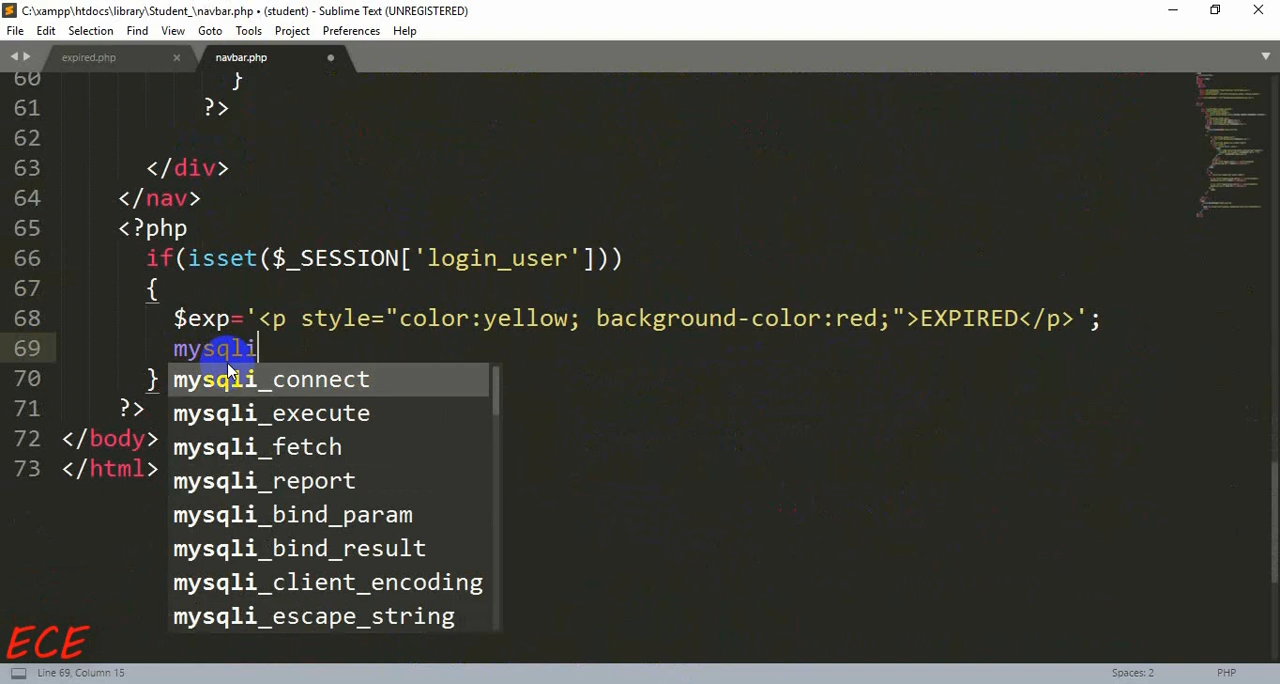 C:\xampp\htdocs\library\Student_\navbar.php • (student) - Sublime Text (UNREGISTERED)
File Edit Selection Find View Goto Tools Project Preferences Help
expired.php navbar.php
60 }
61 ?>
62
63 </div>
64 </nav>
65 <?php
66 if(isset($_SESSION['login_user']))
67 {
68 $exp='<p style="color:yellow; background-color:red;">EXPIRED</p>';
69 mysqli
70 } mysqli_connect
mysqli_execute
71 ?>
72 </body> mysqli_fetch
73 </html> mysqli_report
mysqli_bind_param
mysqli_bind_result
mysqli_client_encoding
mysqli_escape_string
ECE
Line 69, Column 15 Spaces: 2 PHP